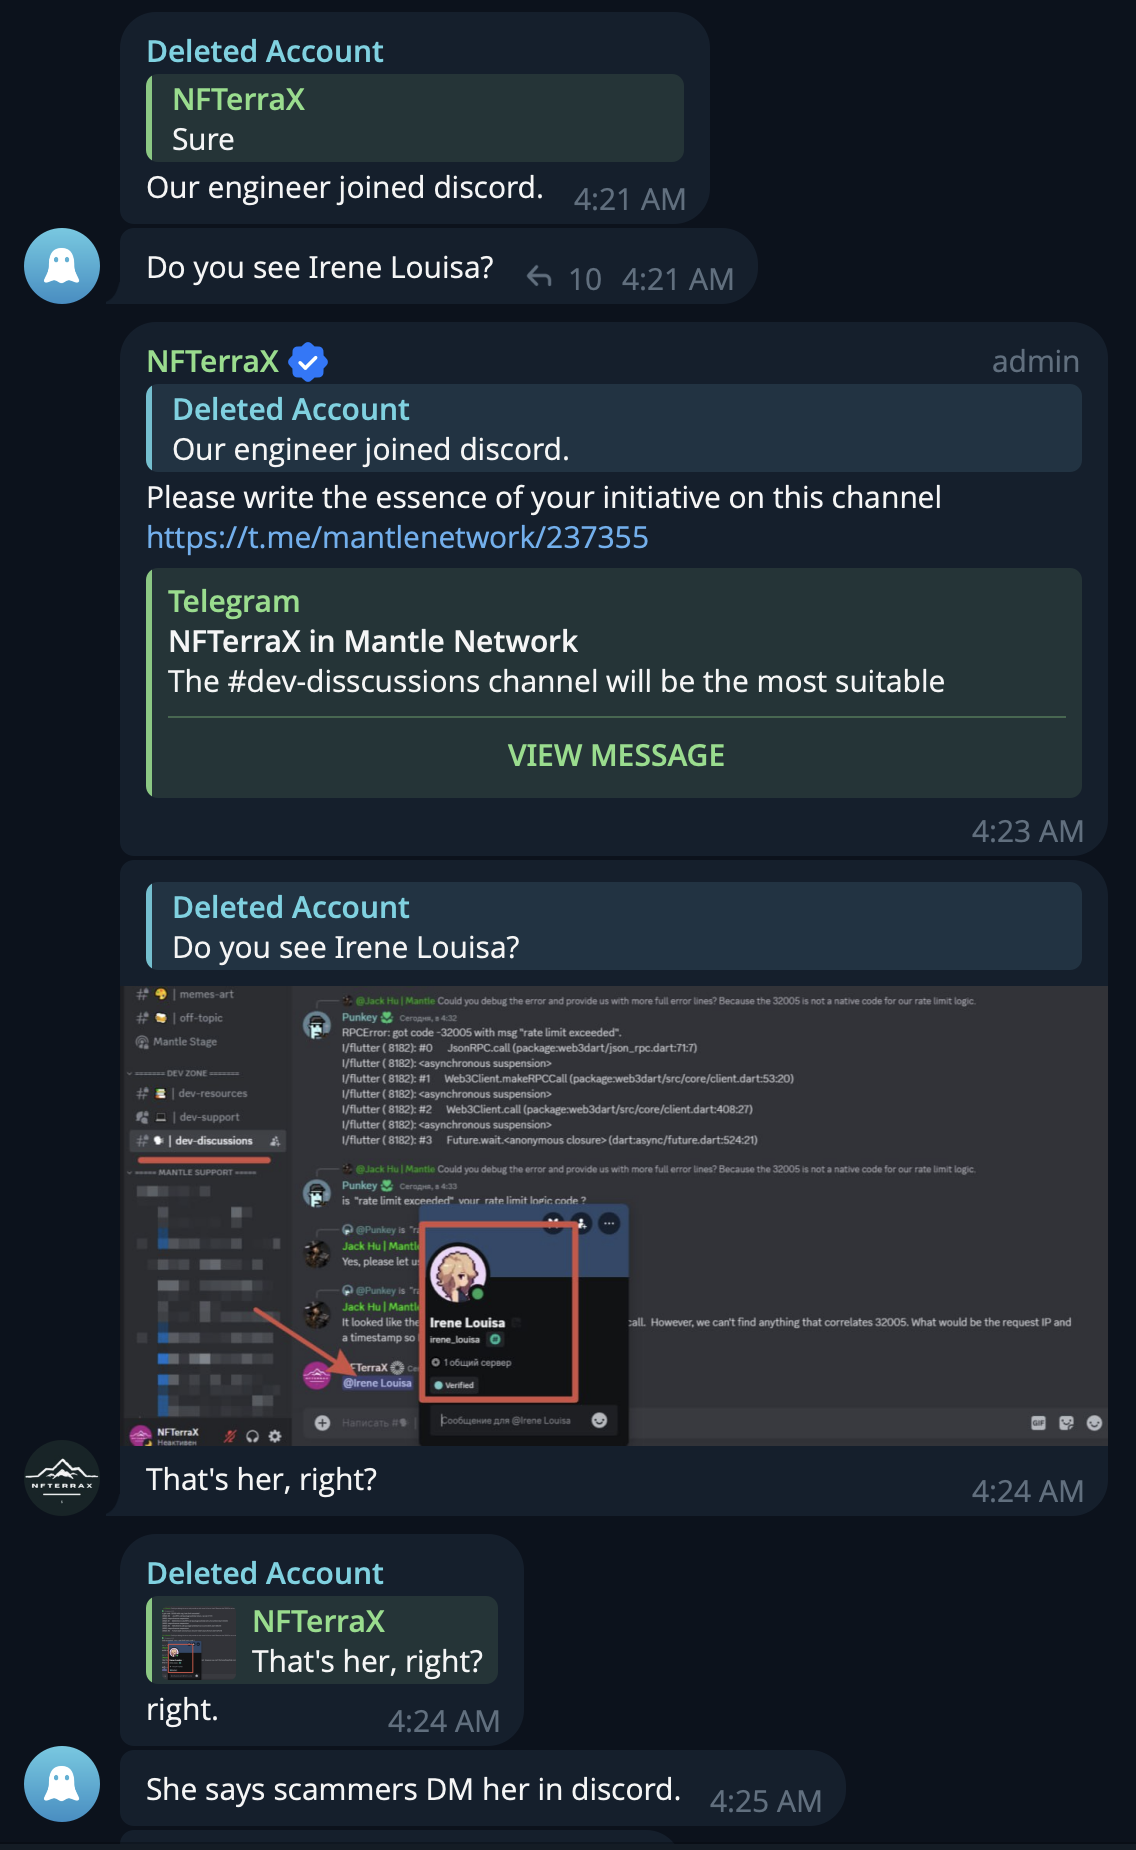 Deleted Account
NFTerraX
Sure
Our engineer joined discord. 4:21 AM
Do you see Irene Louisa? 10 4:21 AM
NFTerraX admin
Deleted Account
Our engineer joined discord.
Please write the essence of your initiative on this channel
https://t.me/mantlenetwork/237355
Telegram
NFTerraX in Mantle Network
The #dev-disscussions channel will be the most suitable
VIEW MESSAGE
4:23 AM
Deleted Account
Do you see Irene Louisa?
# | memes-art
# | off-topic
Mantle Stage
======= DEV ZONE =======
# | dev-resources
| dev-support
# | dev-discussions
===== MANTLE SUPPORT =====
NFTerraX
Неактивен
@Jack Hu | Mantle Could you debug the error and provide us with more full error lines? Because the 32005 is not a native code for our rate limit logic.
Punkey Сегодня, в 4:32
RPCError: got code -32005 with msg "rate limit exceeded".
I/flutter ( 8182): #0 JsonRPC.call (package:web3dart/json_rpc.dart:71:7)
I/flutter ( 8182): <asynchronous suspension>
I/flutter ( 8182): #1 Web3Client.makeRPCCall (package:web3dart/src/core/client.dart:53:20)
I/flutter ( 8182): <asynchronous suspension>
I/flutter ( 8182): #2 Web3Client.call (package:web3dart/src/core/client.dart:408:27)
I/flutter ( 8182): <asynchronous suspension>
I/flutter ( 8182): #3 Future.wait.<anonymous closure> (dart:async/future.dart:524:21)
@Jack Hu | Mantle Could you debug the error and provide us with more full error lines? Because the 32005 is not a native code for our rate limit logic.
Punkey Сегодня, в 4:33
is "rate limit exceeded" your rate limit logic code ?
@Punkey is "r
Jack Hu | Mantl
Yes, please let u
@Punkey is "r
Jack Hu | Mantl
It looked like the call. However, we can't find anything that correlates 32005. What would be the request IP and
a timestamp so
FTerraX Се
@Irene Louisa
Irene Louisa
irene_louisa
1 общий сервер
Verified
Сообщение для @Irene Louisa
Написать #
GIF
NFTERRAX
That's her, right? 4:24 AM
Deleted Account
NFTerraX
That's her, right?
right. 4:24 AM
She says scammers DM her in discord. 4:25 AM